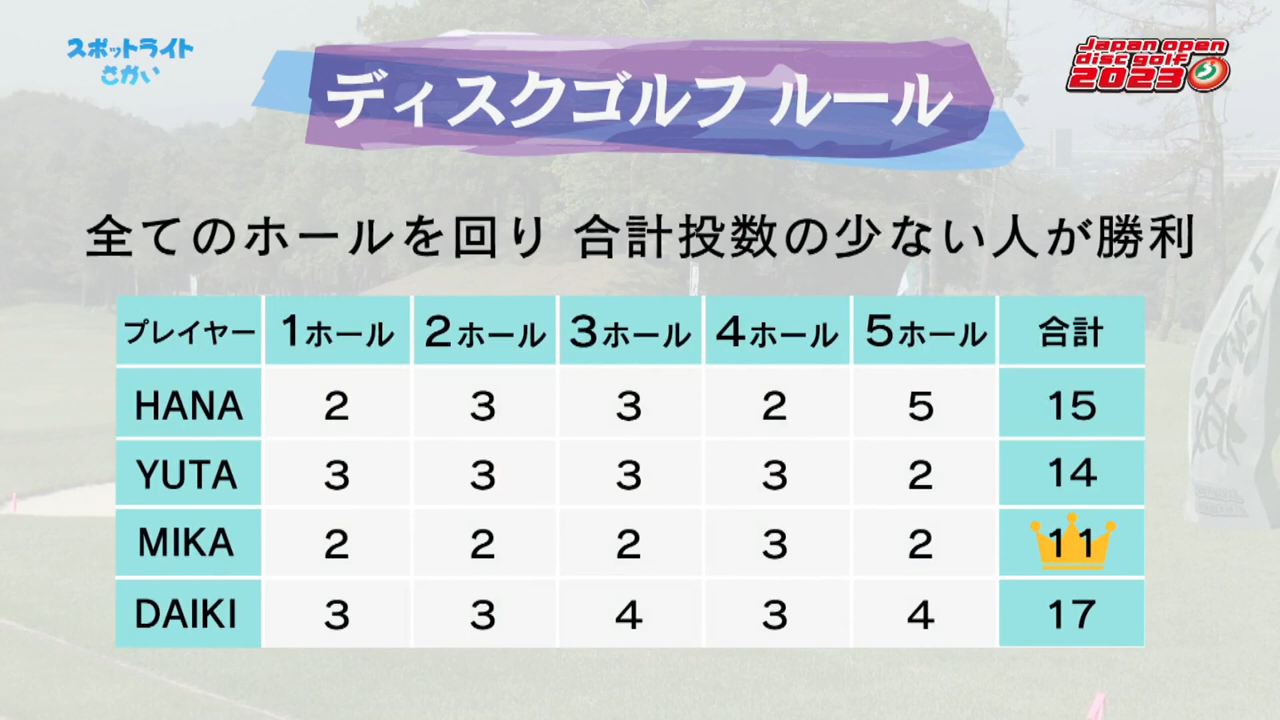 スポットライト
さかい
ディスクゴルフ ルール
Japan open
disc golf
2023
全てのホールを回り 合計投数の少ない人が勝利
プレイヤー 1ホール 2ホール 3ホール 4ホール 5ホール 合計
HANA 2 3 3 2 5 15
YUTA 3 3 3 3 2 14
MIKA 2 2 2 3 2 11
DAIKI 3 3 4 3 4 17